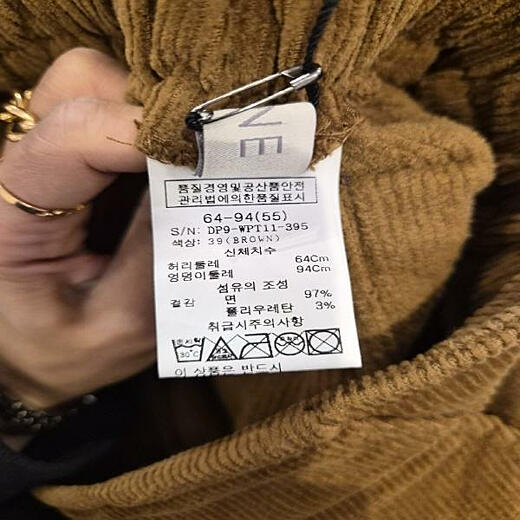 NE
품질경영및공산품안전
관리법에의한품질표시
64-94(55)
S/N: DP9-WPT11-395
색상: 39(BROWN)
신체치수
허리둘레 64Cm
엉덩이둘레 94Cm
섬유의 조성
겉감 면 97%
폴리우레탄 3%
취급시주의사항
30°C
이 상품은 반드시